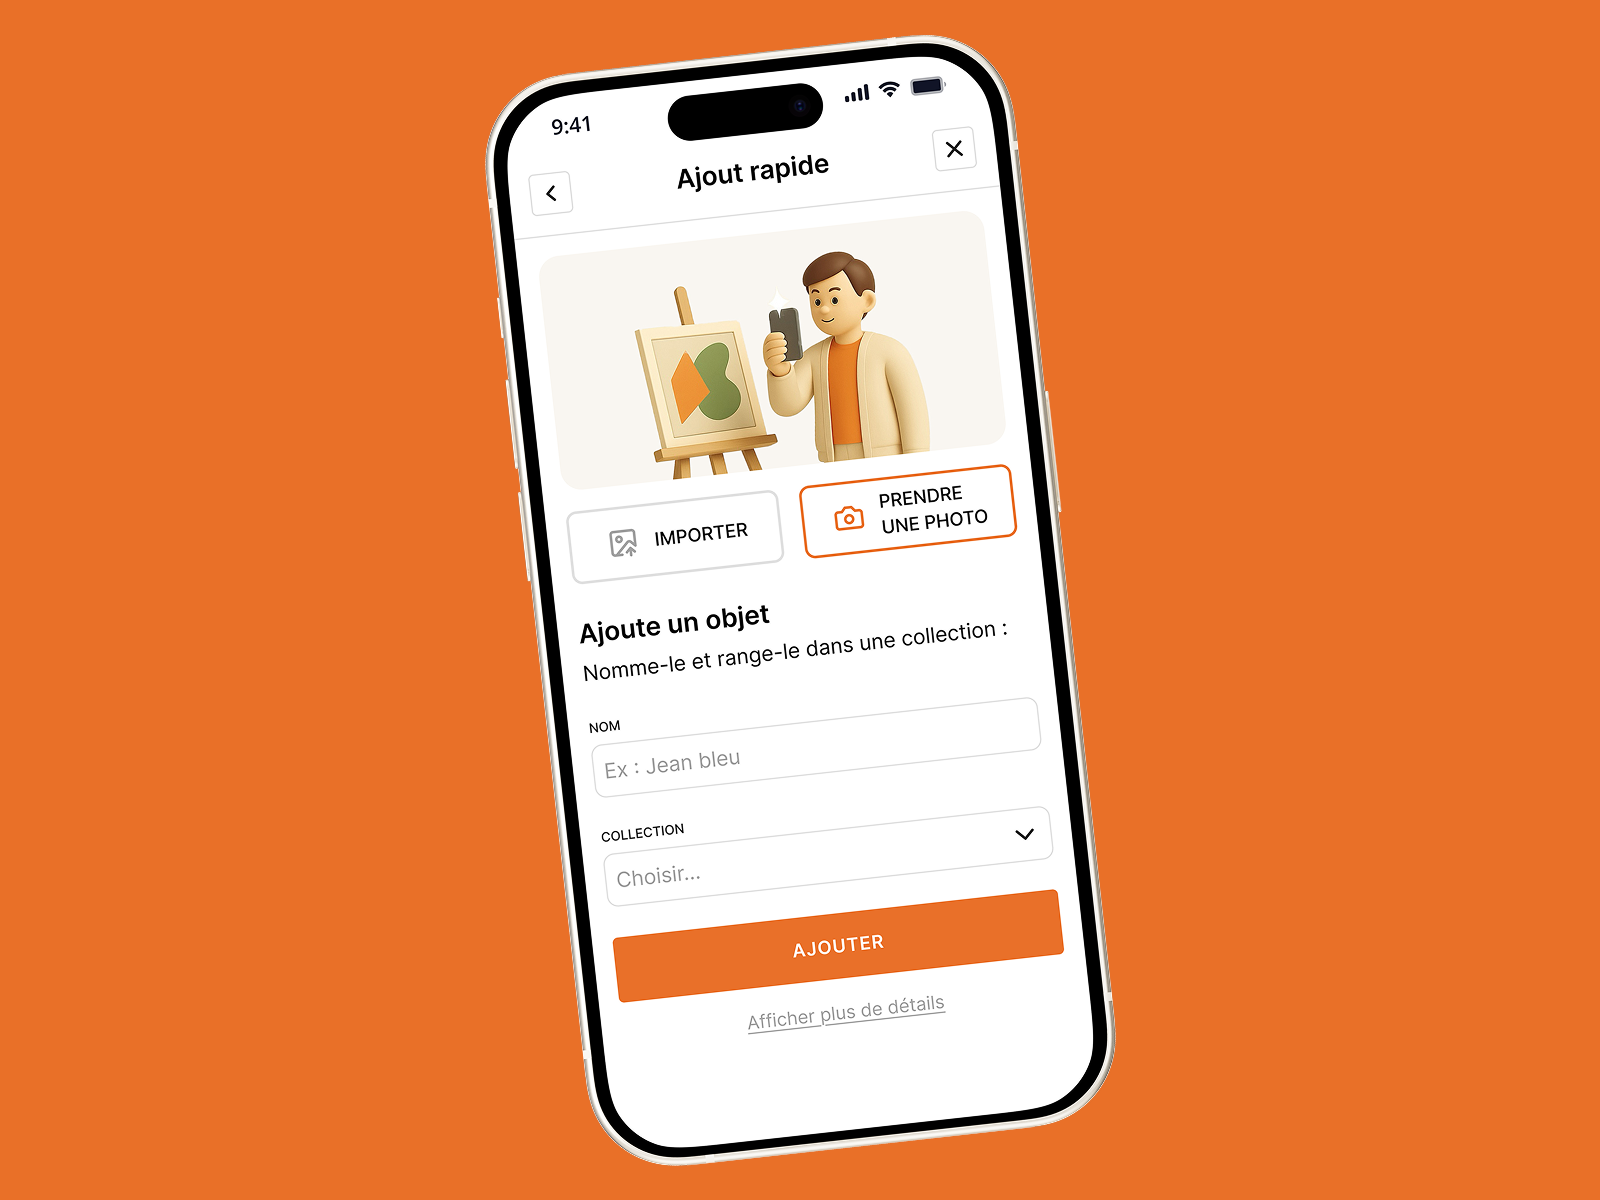 9:41
Ajout rapide
IMPORTER
PRENDRE
UNE PHOTO
Ajoute un objet
Nomme-le et range-le dans une collection :
NOM
Ex : Jean bleu
COLLECTION
Choisir...
AJOUTER
Afficher plus de détails